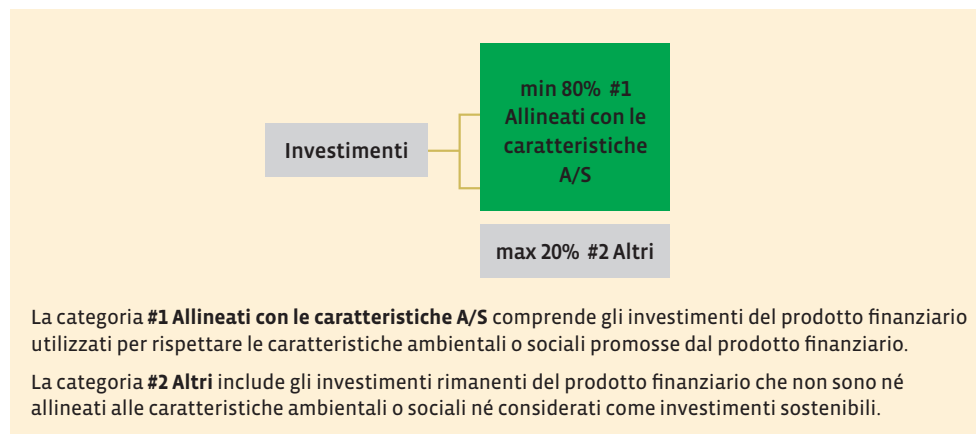 min 80% #1
Allineati con le
caratteristiche
A/S
Investimenti
max 20% #2 Altri
La categoria #1 Allineati con le caratteristiche A/S comprende gli investimenti del prodotto finanziario
utilizzati per rispettare le caratteristiche ambientali o sociali promosse dal prodotto finanziario.
La categoria #2 Altri include gli investimenti rimanenti del prodotto finanziario che non sono né
allineati alle caratteristiche ambientali o sociali né considerati come investimenti sostenibili.